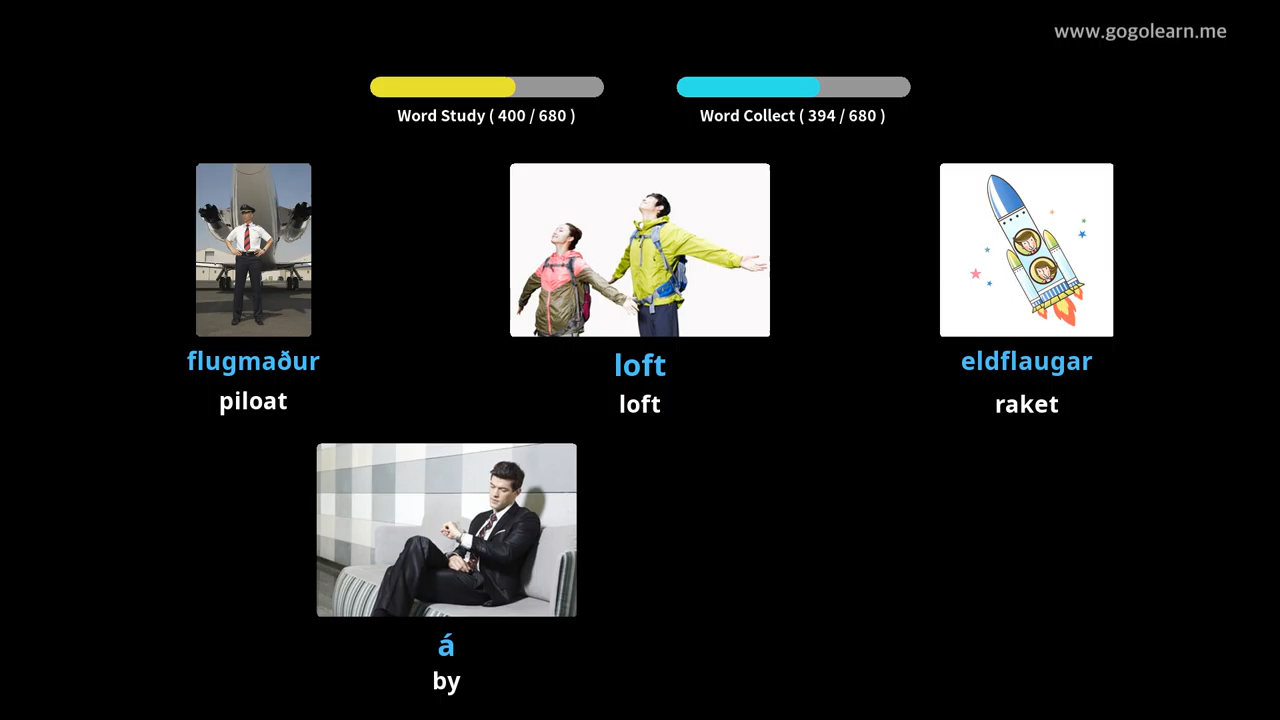 www.gogolearn.me
Word Study ( 400 / 680 )
Word Collect ( 394 / 680 )
flugmaður
piloat
loft
loft
eldflaugar
raket
á
by